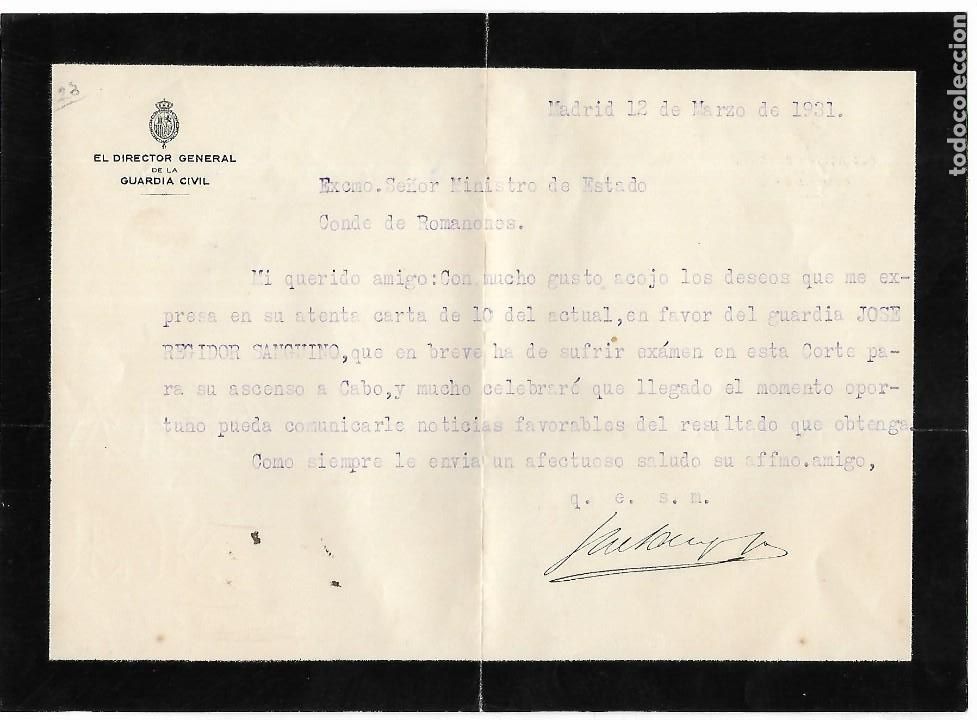 Madrid 12 de Marzo de 1931.
EL DIRECTOR GENERAL
DE LA
GUARDIA CIVIL
Excmo.Señor Ministro de Estado
Conde de Romanones.
Mi querido amigo:Con mucho gusto acojo los deseos que me ex-
presa en su atenta carta de 10 del actual,en favor del guardia JOSE
REGIDOR SANGUINO,que en breve ha de sufrir exámen en esta Corte pa-
ra su ascenso a Cabo,y mucho celebraré que llegado el momento opor-
tuno pueda comunicarle noticias favorables del resultado que obtenga.
Como siempre le envia un afectuoso saludo su affmo.amigo,
q. e. s. m.
todocoleccion